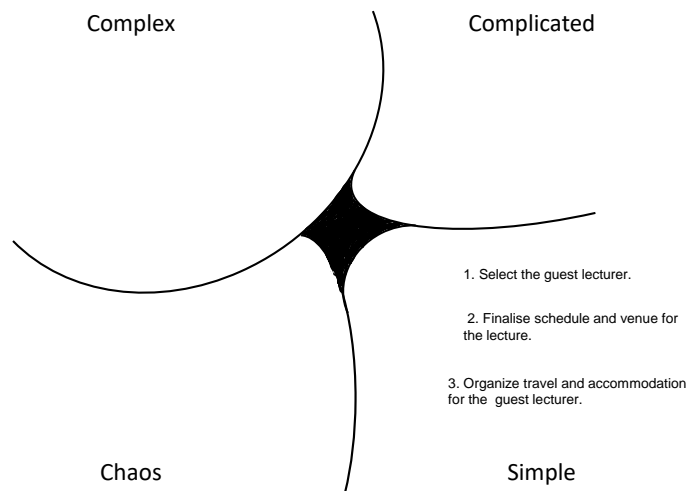 Complex
Complicated
1. Select the guest lecturer.
2. Finalise schedule and venue for
the lecture.
3. Organize travel and accommodation
for the  guest lecturer.
Chaos
Simple